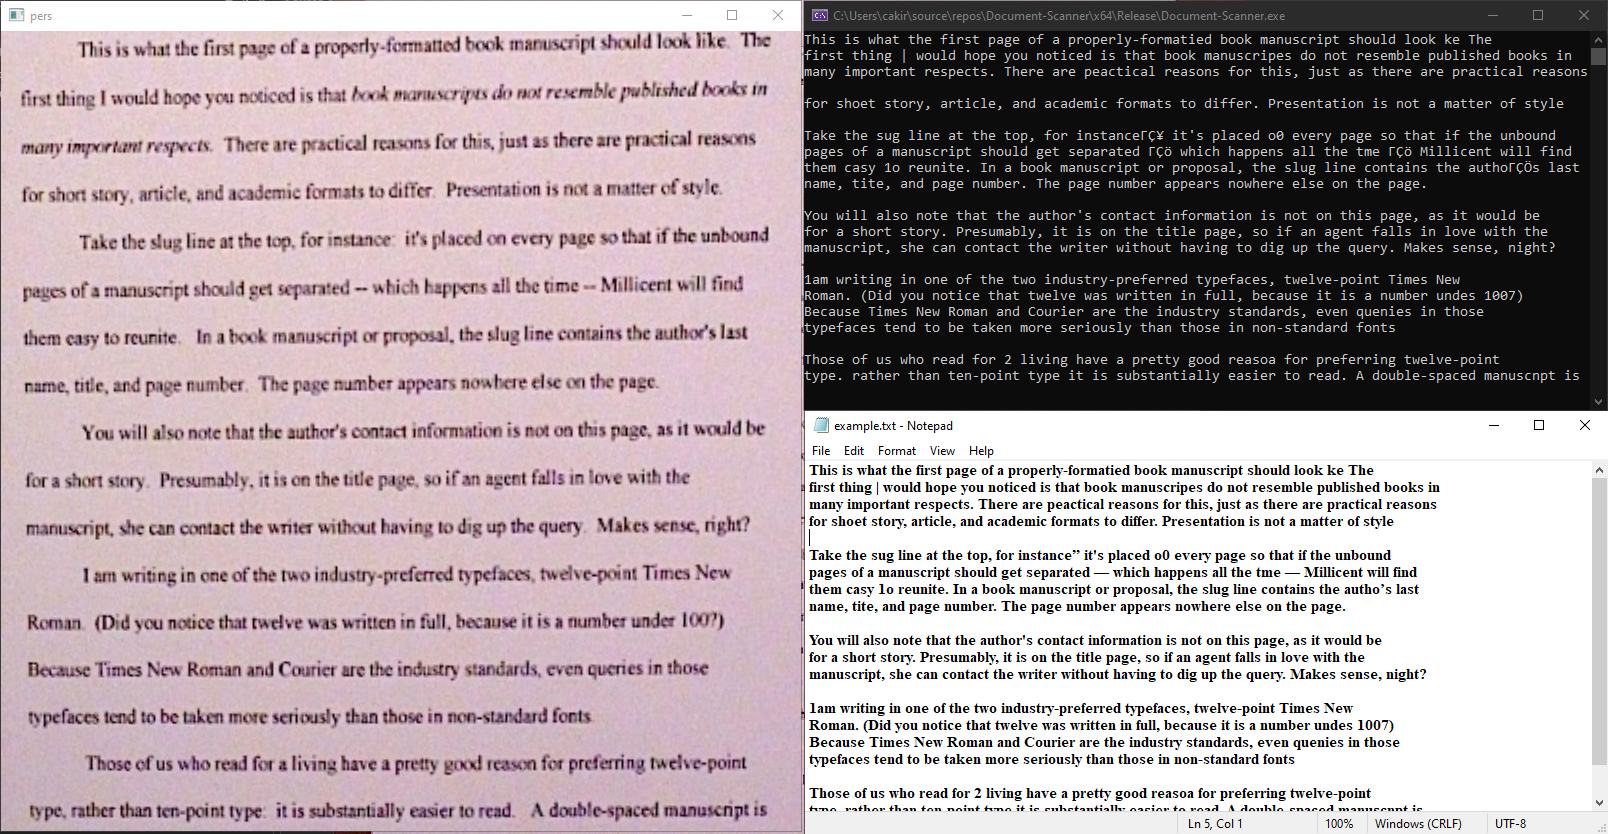 pers
This is what the first page of a properly-formatted book manuscript should look like. The
first thing I would hope you noticed is that book manuscripts do not resemble published books in
many important respects. There are practical reasons for this, just as there are practical reasons
for short story, article, and academic formats to differ. Presentation is not a matter of style.
Take the slug line at the top, for instance: it's placed on every page so that if the unbound
pages of a manuscript should get separated -- which happens all the time -- Millicent will find
them easy to reunite. In a book manuscript or proposal, the slug line contains the author's last
name, title, and page number. The page number appears nowhere else on the page.
You will also note that the author's contact information is not on this page, as it would be
for a short story. Presumably, it is on the title page, so if an agent falls in love with the
manuscript, she can contact the writer without having to dig up the query. Makes sense, right?
I am writing in one of the two industry-preferred typefaces, twelve-point Times New
Roman. (Did you notice that twelve was written in full, because it is a number under 100?)
Because Times New Roman and Courier are the industry standards, even queries in those
typefaces tend to be taken more seriously than those in non-standard fonts
Those of us who read for a living have a pretty good reason for preferring twelve-point
type, rather than ten-point type: it is substantially easier to read. A double-spaced manuscript is
C:\Users\cakir\source\repos\Document-Scanner\x64\Release\Document-Scanner.exe
This is what the first page of a properly-formatied book manuscript should look ke The
first thing | would hope you noticed is that book manuscripes do not resemble published books in
many important respects. There are peactical reasons for this, just as there are practical reasons
for shoet story, article, and academic formats to differ. Presentation is not a matter of style
Take the sug line at the top, for instanceΓÇ¥ it's placed o0 every page so that if the unbound
pages of a manuscript should get separated ΓÇö which happens all the tme ΓÇö Millicent will find
them casy 1o reunite. In a book manuscript or proposal, the slug line contains the authoΓÇÖs last
name, tite, and page number. The page number appears nowhere else on the page.
You will also note that the author's contact information is not on this page, as it would be
for a short story. Presumably, it is on the title page, so if an agent falls in love with the
manuscript, she can contact the writer without having to dig up the query. Makes sense, night?
1am writing in one of the two industry-preferred typefaces, twelve-point Times New
Roman. (Did you notice that twelve was written in full, because it is a number undes 1007)
Because Times New Roman and Courier are the industry standards, even quenies in those
typefaces tend to be taken more seriously than those in non-standard fonts
Those of us who read for 2 living have a pretty good reasoa for preferring twelve-point
type. rather than ten-point type it is substantially easier to read. A double-spaced manuscnpt is
example.txt - Notepad
File Edit Format View Help
This is what the first page of a properly-formatied book manuscript should look ke The
first thing | would hope you noticed is that book manuscripes do not resemble published books in
many important respects. There are peactical reasons for this, just as there are practical reasons
for shoet story, article, and academic formats to differ. Presentation is not a matter of style
Take the sug line at the top, for instance” it's placed o0 every page so that if the unbound
pages of a manuscript should get separated — which happens all the tme — Millicent will find
them casy 1o reunite. In a book manuscript or proposal, the slug line contains the autho’s last
name, tite, and page number. The page number appears nowhere else on the page.
You will also note that the author's contact information is not on this page, as it would be
for a short story. Presumably, it is on the title page, so if an agent falls in love with the
manuscript, she can contact the writer without having to dig up the query. Makes sense, night?
1am writing in one of the two industry-preferred typefaces, twelve-point Times New
Roman. (Did you notice that twelve was written in full, because it is a number undes 1007)
Because Times New Roman and Courier are the industry standards, even quenies in those
typefaces tend to be taken more seriously than those in non-standard fonts
Those of us who read for 2 living have a pretty good reasoa for preferring twelve-point
type. rather than ten-point type it is substantially easier to read. A double-spaced manuscnpt is
Ln 5, Col 1 100% Windows (CRLF) UTF-8